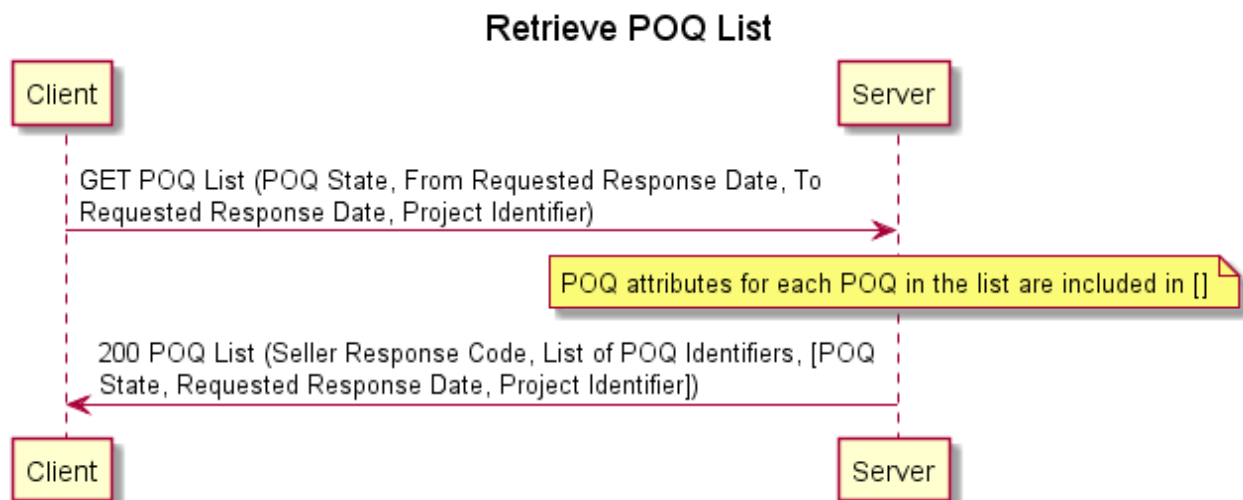 Retrieve POQ List
Client
Server
GET POQ List (POQ State, From Requested Response Date, To
Requested Response Date, Project Identifier)
POQ attributes for each POQ in the list are included in []
200 POQ List (Seller Response Code, List of POQ Identifiers, [POQ
State, Requested Response Date, Project Identifier])
Client
Server